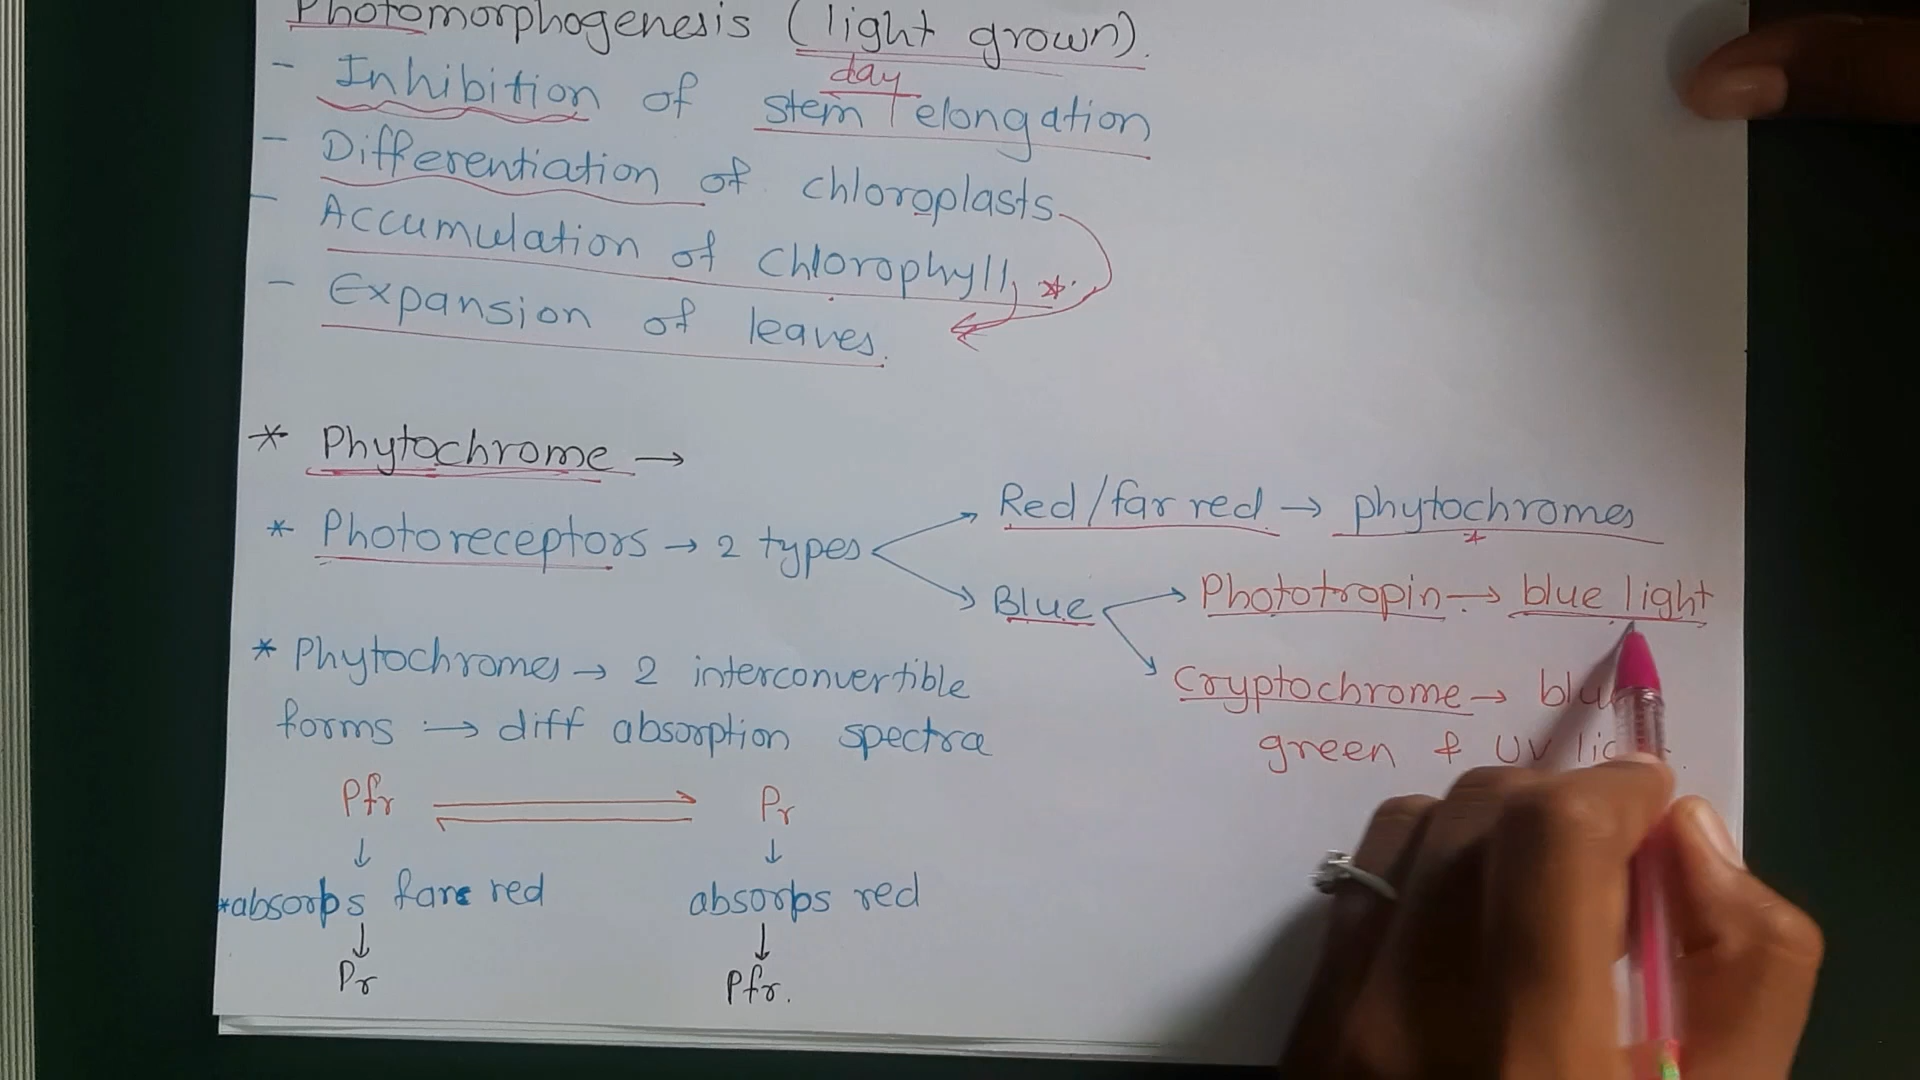 Photomorphogenesis (light grown).
day
- Inhibition of stem elongation
- Differentiation of chloroplasts
- Accumulation of chlorophyll, *
- Expansion of leaves.
* Phytochrome →
* Photoreceptors → 2 types
Red/far red → phytochromes
*
Blue
Phototropin → blue light
Cryptochrome →
green & UV
* Phytochromes → 2 interconvertible
forms → diff absorption spectra
Pfr ⇌ Pr
↓ ↓
*absorbs far red absorbs red
↓ ↓
Pr Pfr.